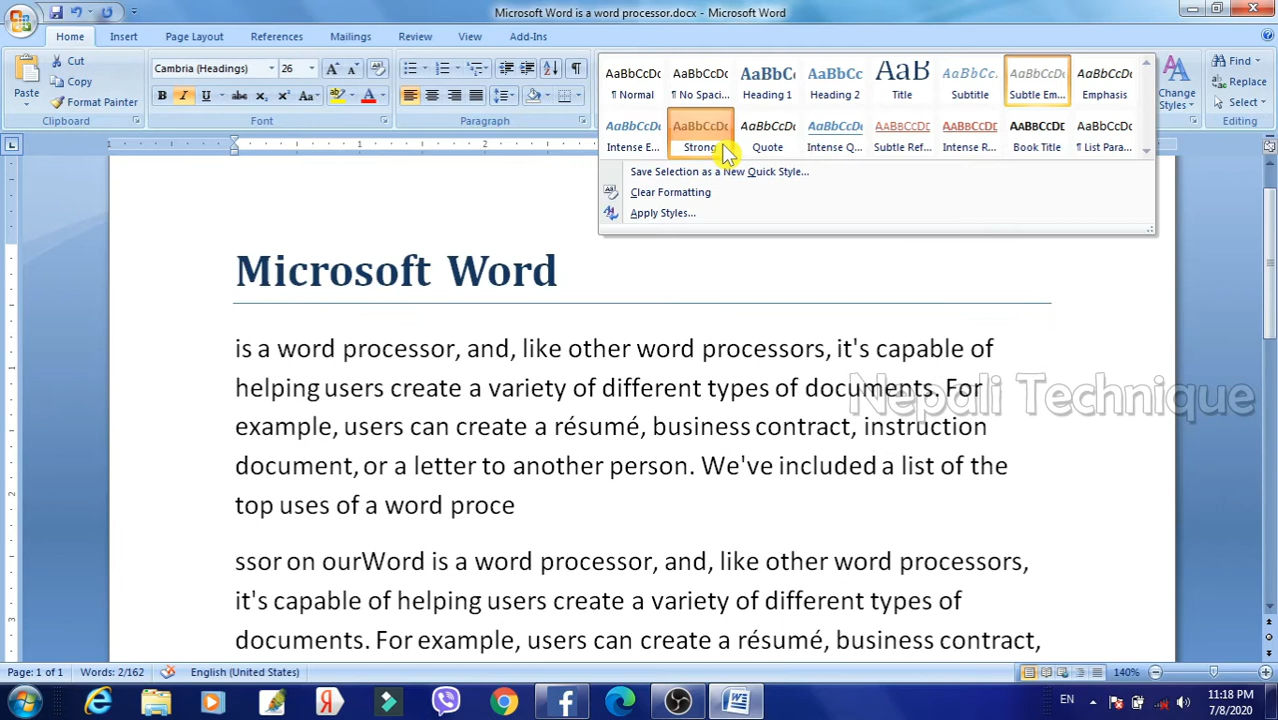 Microsoft Word is a word processor.docx - Microsoft Word
Home Insert Page Layout References Mailings Review View Add-Ins
Paste
Cut
Copy
Format Painter
Clipboard
Cambria (Headings) 26
B I U abc ab A
Font
Paragraph
AaBbCcDc AaBbCcDc AaBbC AaBbCc AaB AaBbCc. AaBbCcDc AaBbCcDc
¶ Normal ¶ No Spaci... Heading 1 Heading 2 Title Subtitle Subtle Em... Emphasis
AaBbCcDc AaBbCcDc AaBbCcDc AaBbCcDc AABBCCDC AABBCCDC AaBbCcDc AaBbCcDc
Intense E... Strong Quote Intense Q... Subtle Ref... Intense R... Book Title ¶ List Para...
Save Selection as a New Quick Style...
Clear Formatting
Apply Styles...
Change
Styles
Find
Replace
Select
Editing
Microsoft Word
is a word processor, and, like other word processors, it's capable of
helping users create a variety of different types of documents. For
example, users can create a résumé, business contract, instruction
document, or a letter to another person. We've included a list of the
top uses of a word proce
ssor on ourWord is a word processor, and, like other word processors,
it's capable of helping users create a variety of different types of
documents. For example, users can create a résumé, business contract,
Nepali Technique
Page: 1 of 1 Words: 2/162 English (United States) 140%
EN 11:18 PM
7/8/2020